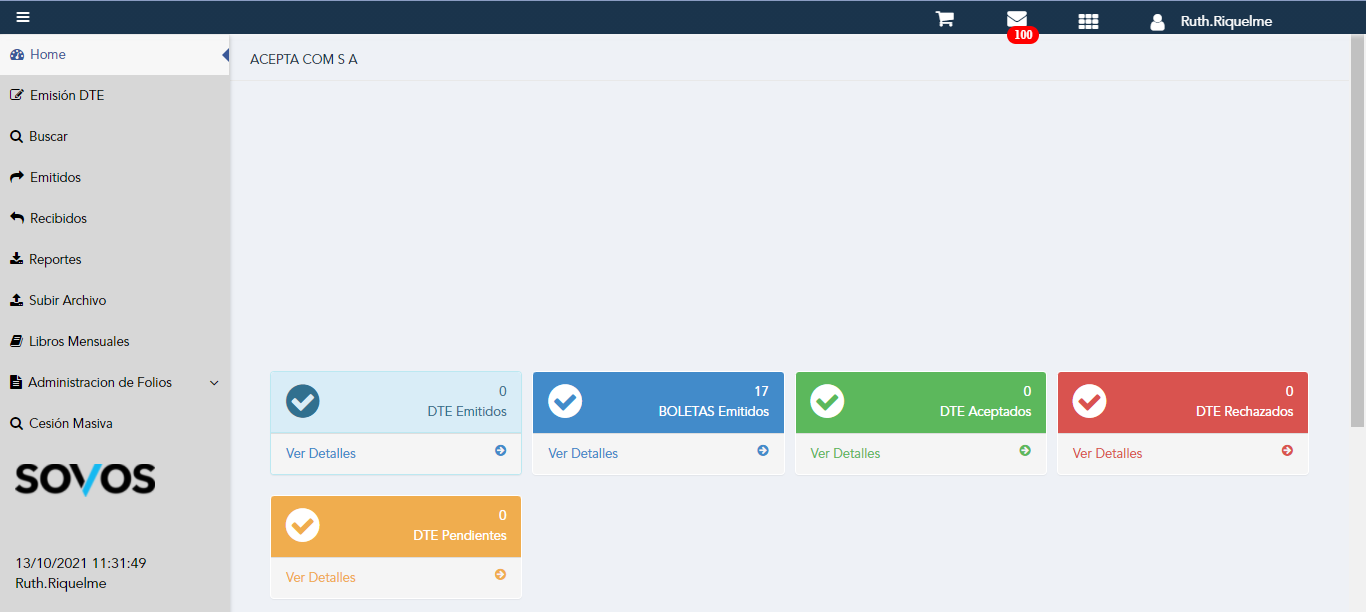 Ruth.Riquelme
100
Home
Emisión DTE
Buscar
Emitidos
Recibidos
Reportes
Subir Archivo
Libros Mensuales
Administracion de Folios
Cesión Masiva
SOVOS
13/10/2021 11:31:49
Ruth.Riquelme
ACEPTA COM S A
0
DTE Emitidos
Ver Detalles
17
BOLETAS Emitidos
Ver Detalles
0
DTE Aceptados
Ver Detalles
0
DTE Rechazados
Ver Detalles
0
DTE Pendientes
Ver Detalles